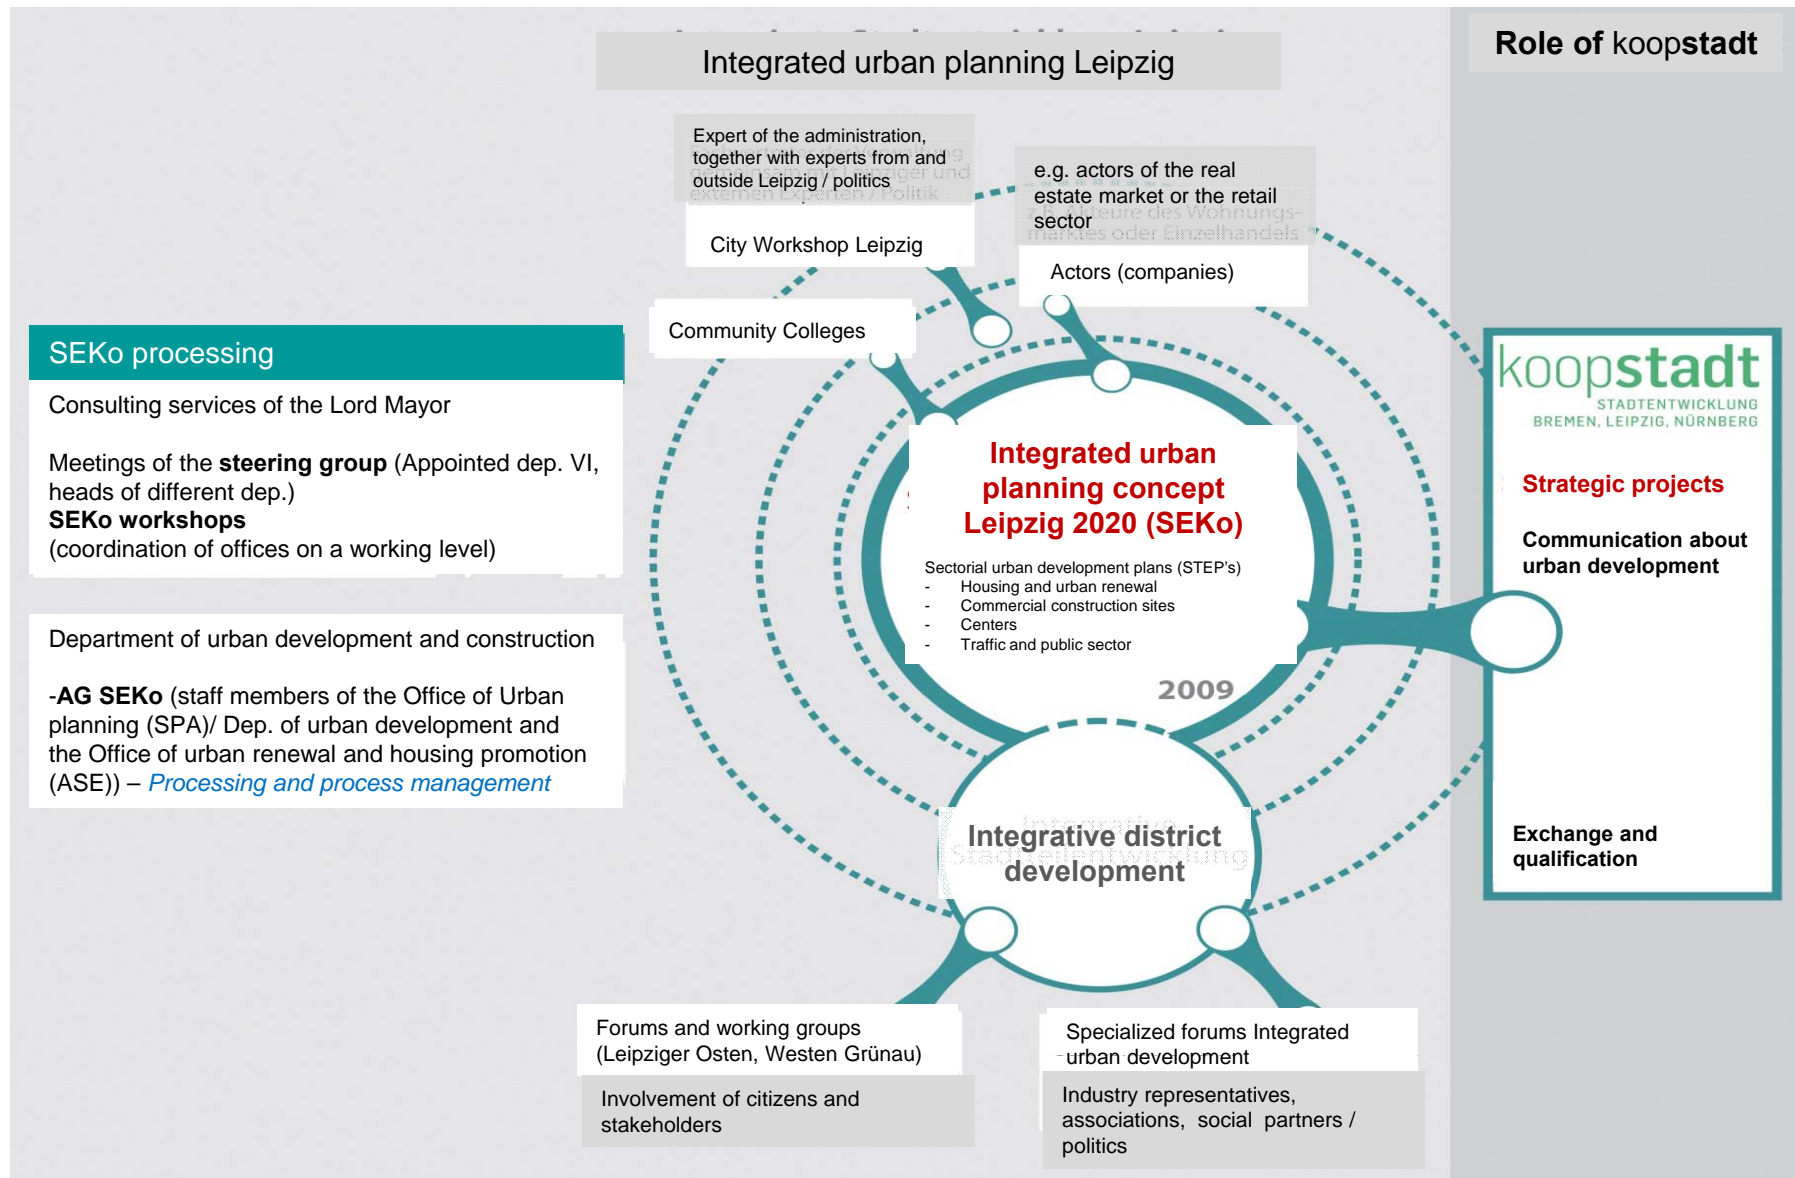 Integrated urban planning Leipzig
Role of koopstadt
Expert of the administration,
together with experts from and
outside Leipzig / politics
City Workshop Leipzig
e.g. actors of the real
estate market or the retail
sector
Actors (companies)
Community Colleges
SEKo processing
Consulting services of the Lord Mayor
Meetings of the steering group (Appointed dep. VI,
heads of different dep.)
SEKo workshops
(coordination of offices on a working level)
Department of urban development and construction
-AG SEKo (staff members of the Office of Urban
planning (SPA)/ Dep. of urban development and
the Office of urban renewal and housing promotion
(ASE)) – Processing and process management
Integrated urban
planning concept
Leipzig 2020 (SEKo)
Sectorial urban development plans (STEP's)
- Housing and urban renewal
- Commercial construction sites
- Centers
- Traffic and public sector
2009
Integrative district
development
Forums and working groups
(Leipziger Osten, Westen Grünau)
Involvement of citizens and
stakeholders
Specialized forums Integrated
urban development
Industry representatives,
associations, social partners /
politics
koopstadt
STADTENTWICKLUNG
BREMEN, LEIPZIG, NÜRNBERG
Strategic projects
Communication about
urban development
Exchange and
qualification